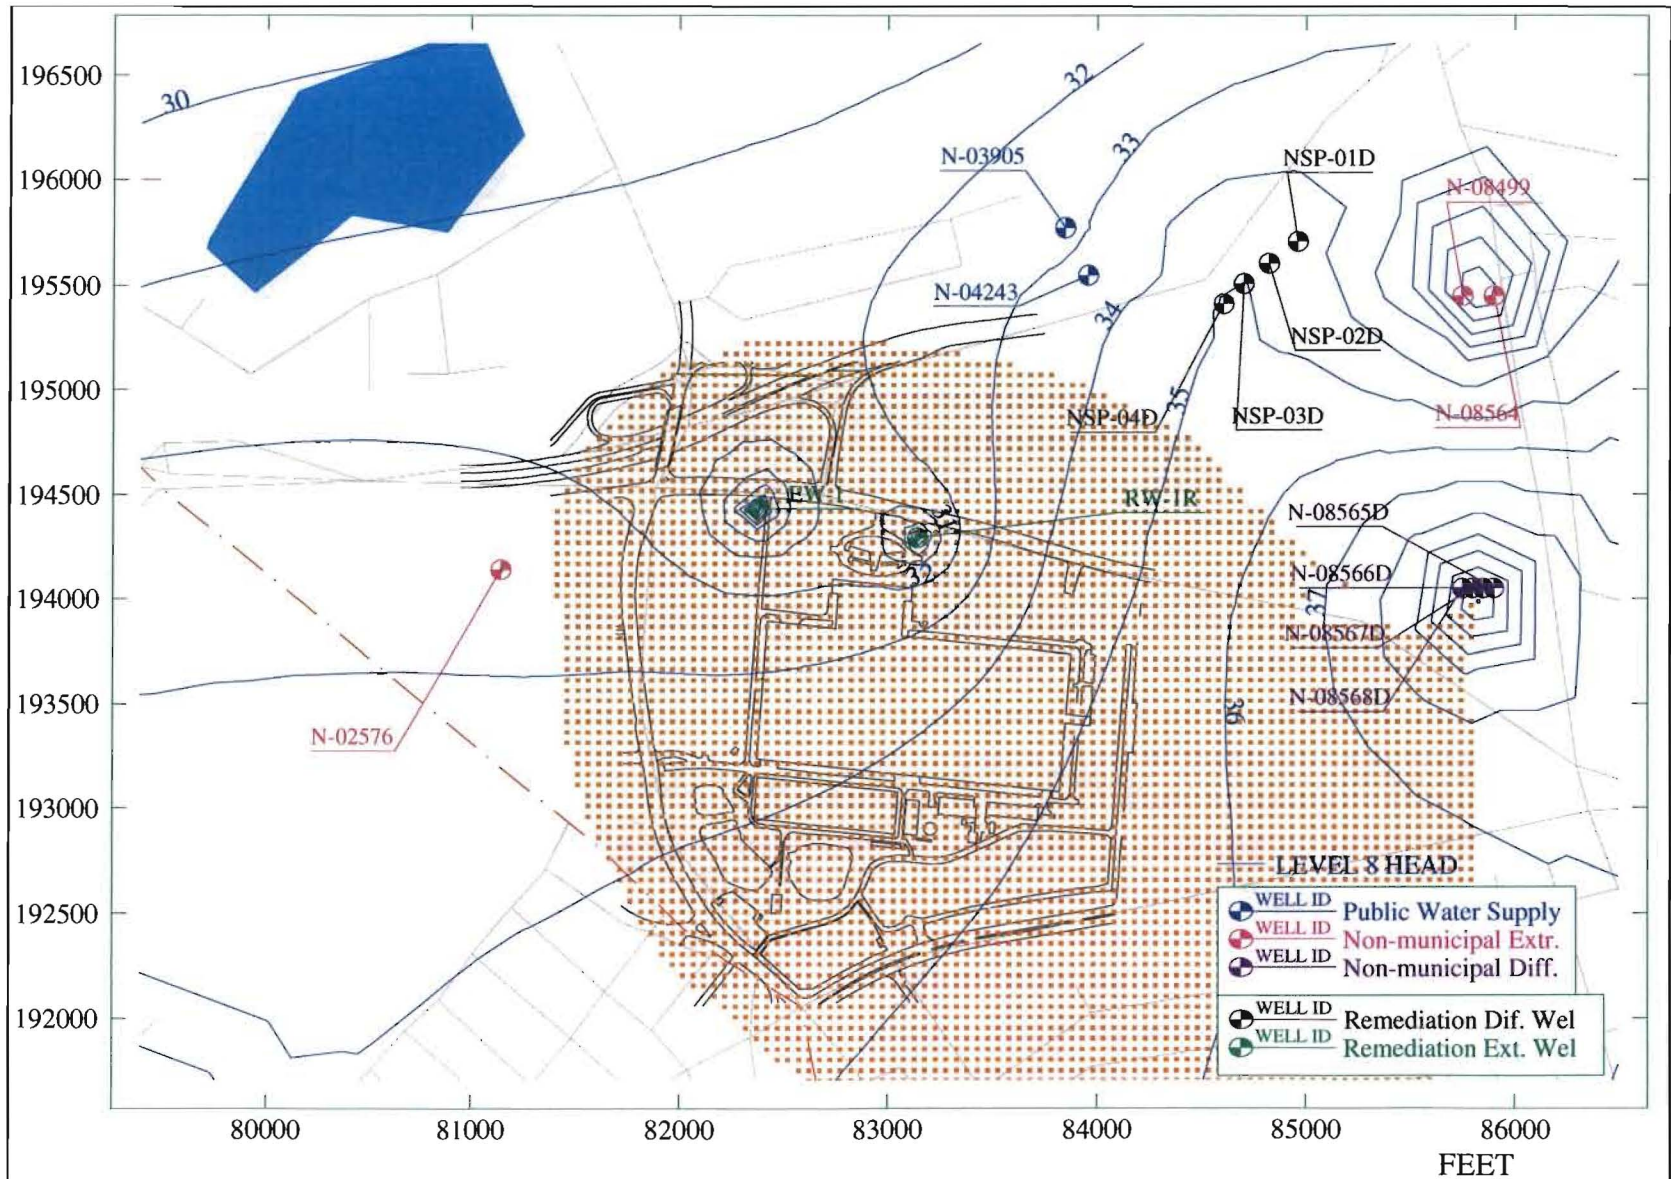 196500
196000
195500
195000
194500
194000
193500
193000
192500
192000
30
32
33
34
35
36
37
31
32
N-03905
N-04243
NSP-01D
NSP-02D
NSP-03D
NSP-04D
N-08499
N-08564
EW-1
RW-1R
N-08565D
N-08566D
N-08567D
N-08568D
N-02576
LEVEL 8 HEAD
WELL ID Public Water Supply
WELL ID Non-municipal Extr.
WELL ID Non-municipal Diff.
WELL ID Remediation Dif. Wel
WELL ID Remediation Ext. Wel
80000 81000 82000 83000 84000 85000 86000
FEET